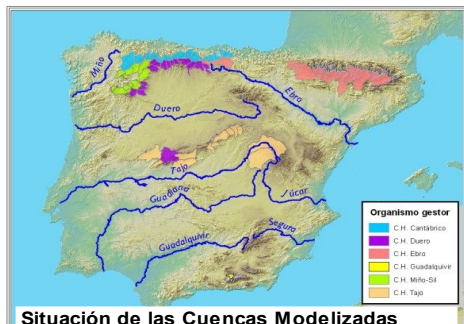 Miño
Duero
Ebro
Tajo
Guadiana
Júcar
Guadalquivir
Segura
Organismo gestor
C.H. Cantábrico
C.H. Duero
C.H. Ebro
C.H. Guadalquivir
C.H. Miño-Sil
C.H. Tajo
Situación de las Cuencas Modelizadas